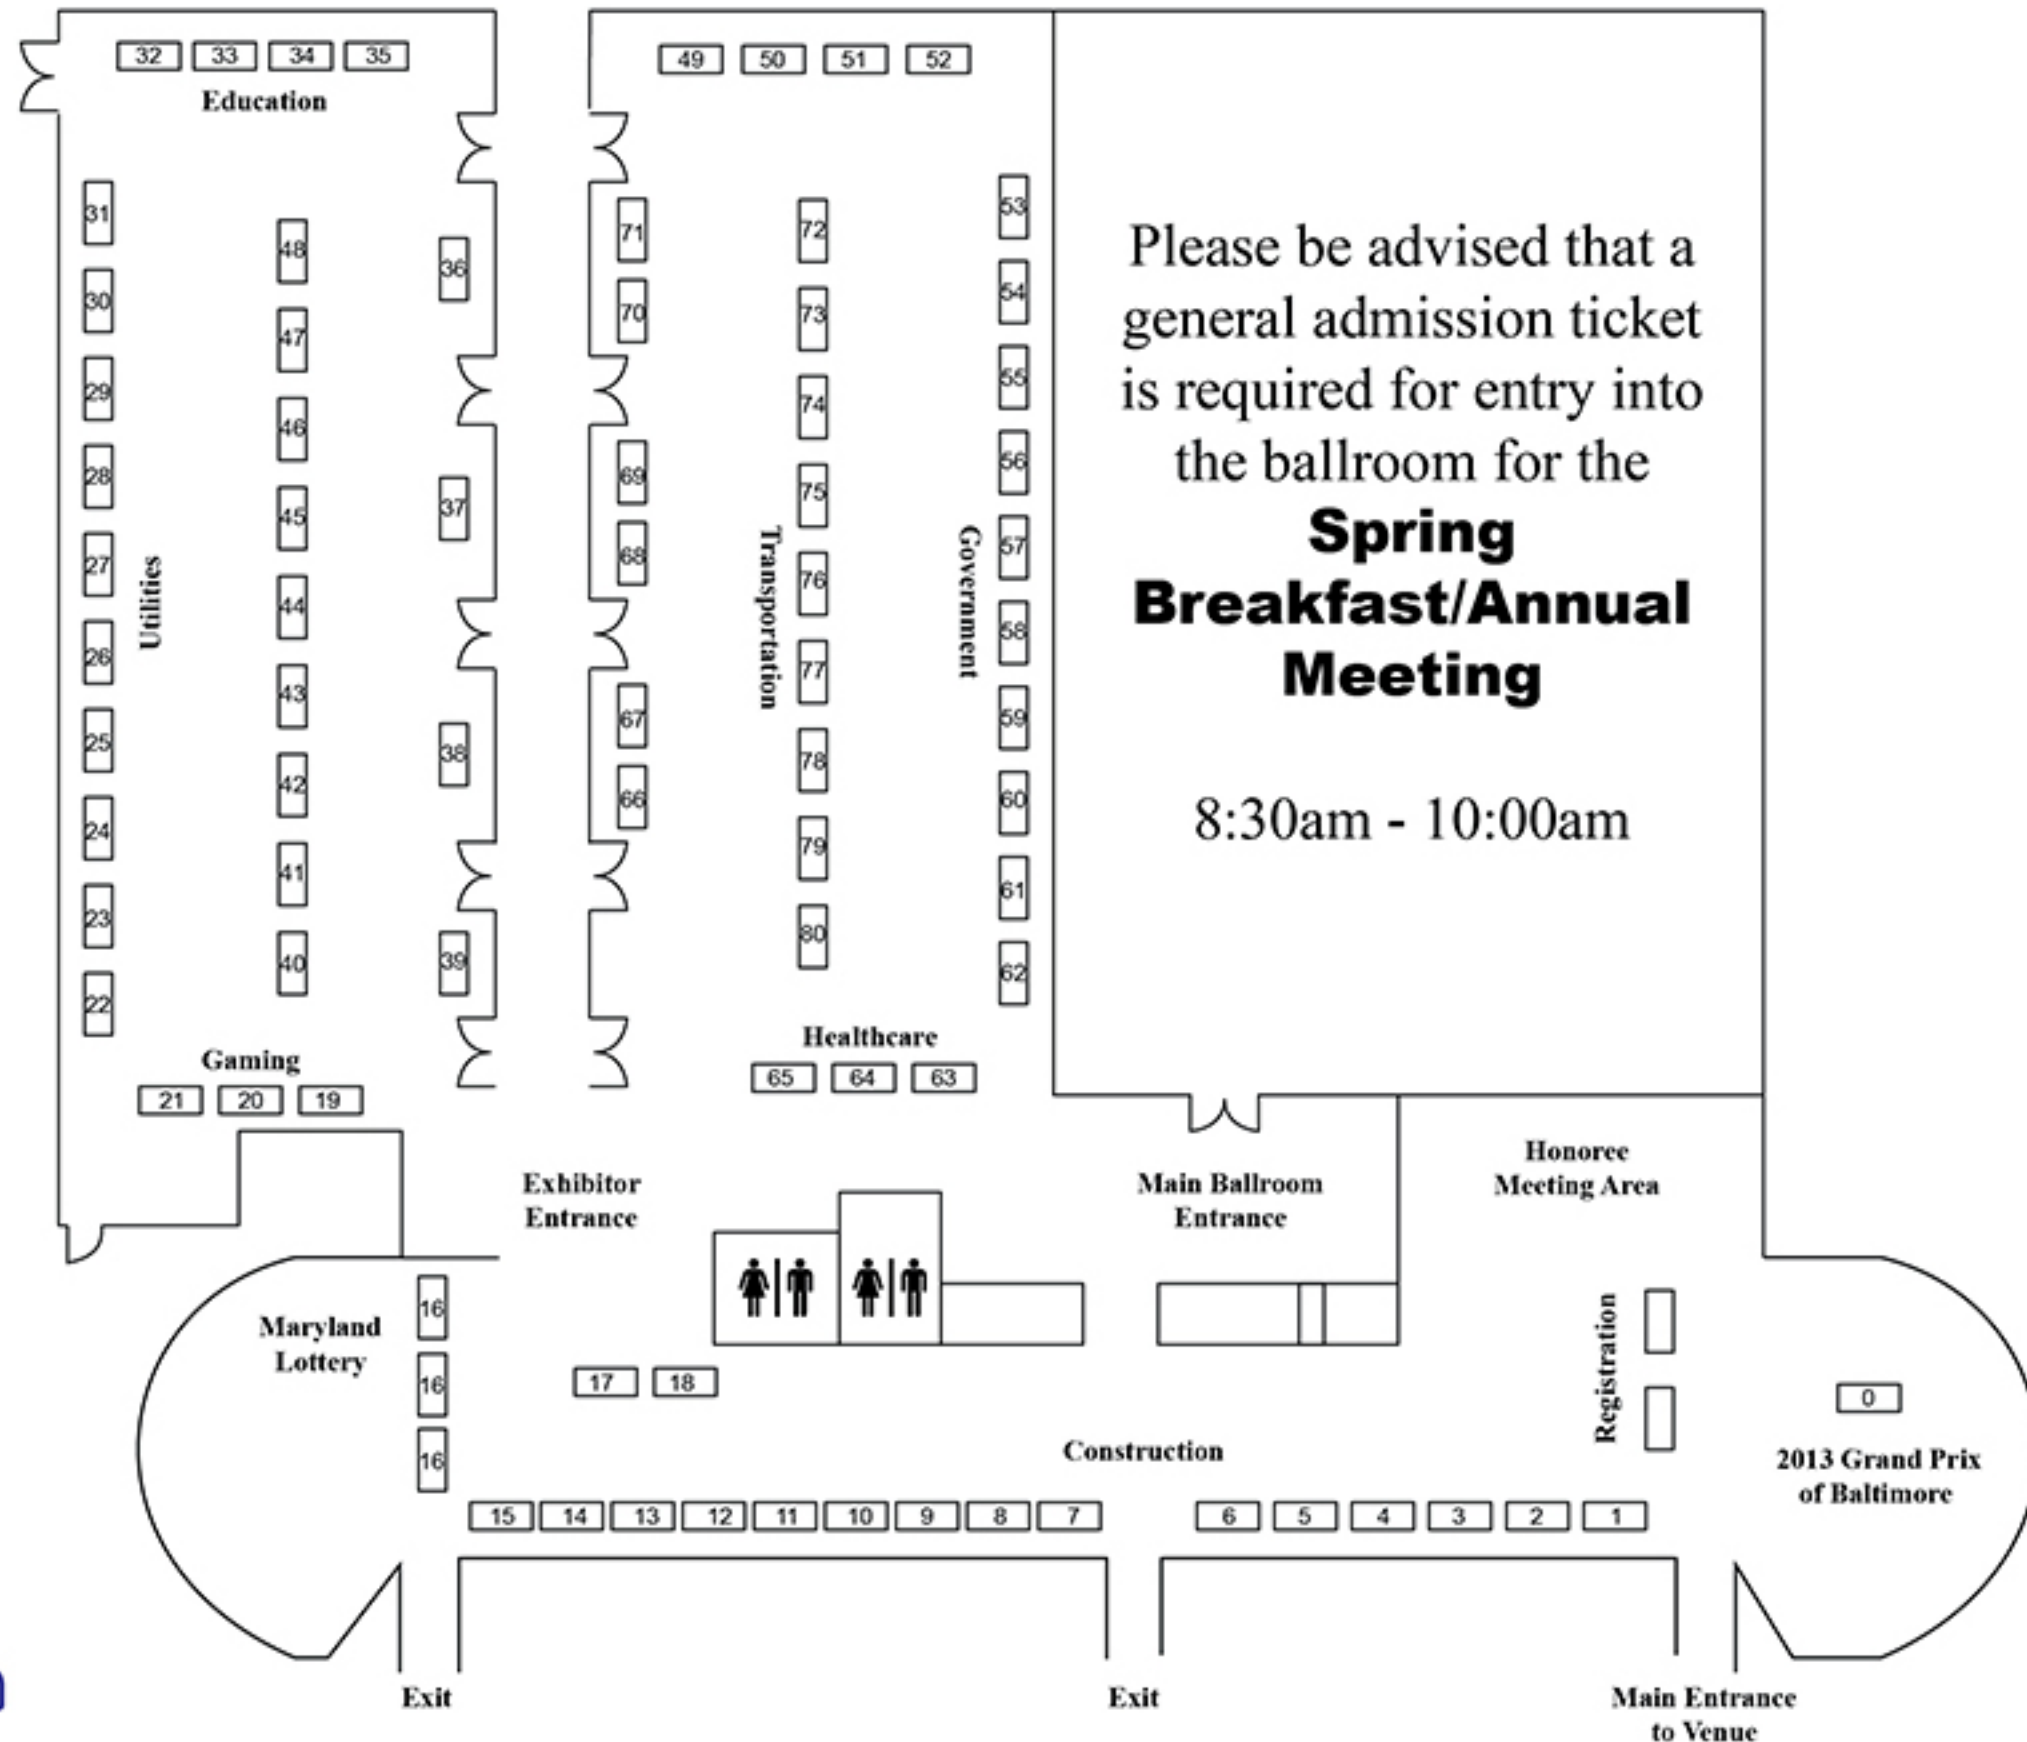 32 33 34 35
Education
49 50 51 52
31
30
29
28
27
26
25
24
23
22
Utilities
48
47
46
45
44
43
42
41
40
36
37
38
39
71
70
69
68
67
66
Transportation
72
73
74
75
76
77
78
79
80
Government
53
54
55
56
57
58
59
60
61
62
Please be advised that a
general admission ticket
is required for entry into
the ballroom for the
Spring
Breakfast/Annual
Meeting
8:30am - 10:00am
Gaming
21 20 19
Healthcare
65 64 63
Exhibitor
Entrance
Main Ballroom
Entrance
Honoree
Meeting Area
Maryland
Lottery
16
16
16
17 18
Construction
Registration
0
2013 Grand Prix
of Baltimore
15 14 13 12 11 10 9 8 7 6 5 4 3 2 1
Exit
Exit
Main Entrance
to Venue